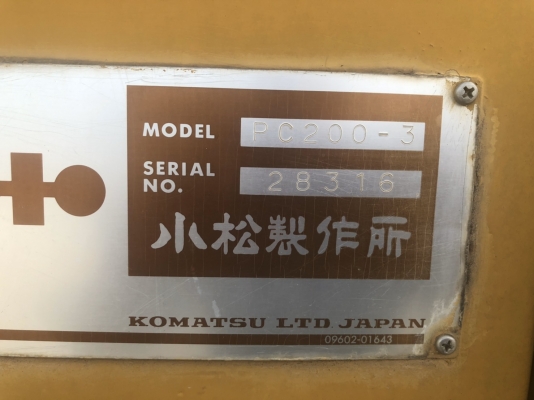 MODEL PC200-3
SERIAL NO. 28316
小松製作所
KOMATSU LTD. JAPAN
09602-01643